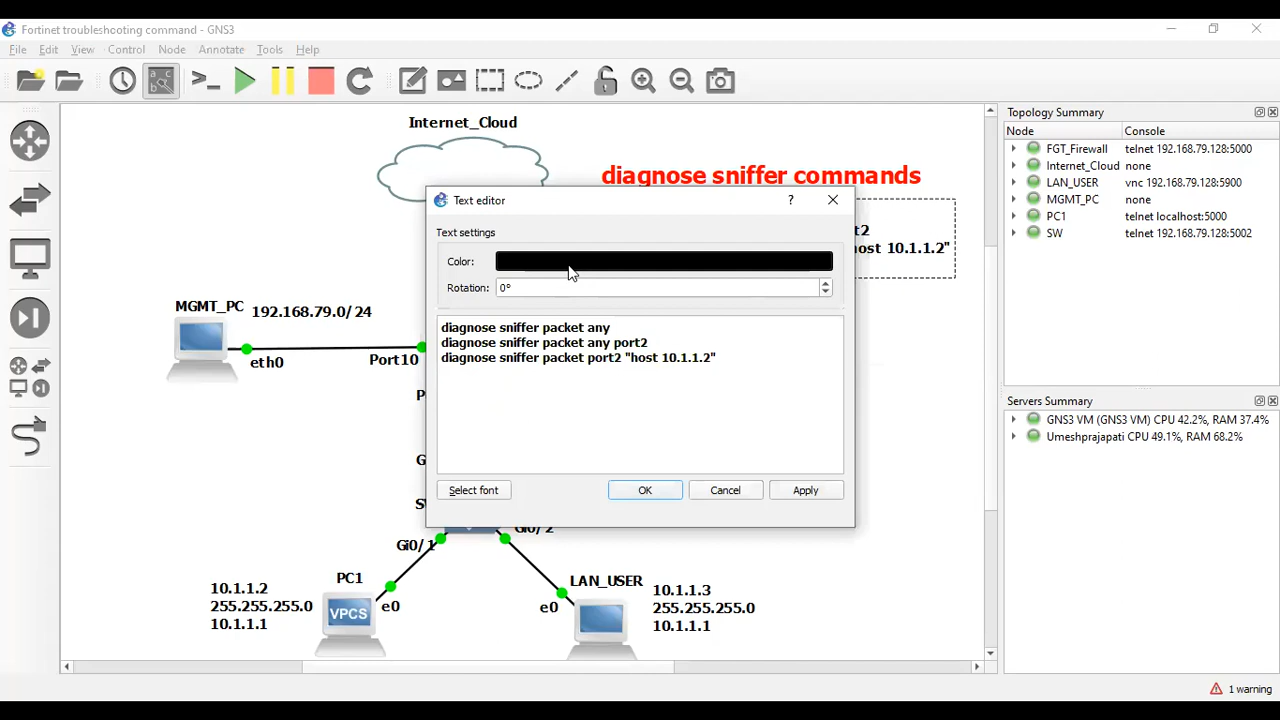 Fortinet troubleshooting command - GNS3
File Edit View Control Node Annotate Tools Help
Internet_Cloud
diagnose sniffer commands
host 10.1.1.2"
MGMT_PC
192.168.79.0/24
eth0
Port10
Gi0/1
Gi0/2
PC1
10.1.1.2
255.255.255.0
10.1.1.1
VPCS
e0
LAN_USER
e0
10.1.1.3
255.255.255.0
10.1.1.1
Text editor
?
Text settings
Color:
Rotation: 0°
diagnose sniffer packet any
diagnose sniffer packet any port2
diagnose sniffer packet port2 "host 10.1.1.2"
Select font
OK
Cancel
Apply
Topology Summary
Node Console
FGT_Firewall telnet 192.168.79.128:5000
Internet_Cloud none
LAN_USER vnc 192.168.79.128:5900
MGMT_PC none
PC1 telnet localhost:5000
SW telnet 192.168.79.128:5002
Servers Summary
GNS3 VM (GNS3 VM) CPU 42.2%, RAM 37.4%
Umeshprajapati CPU 49.1%, RAM 68.2%
1 warning